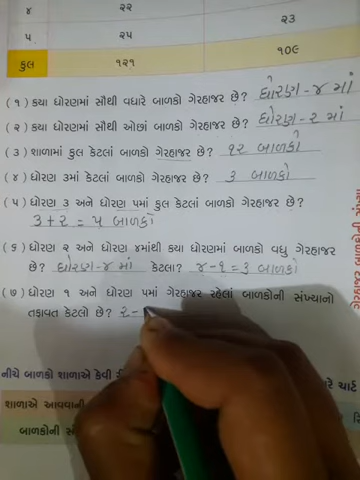 ૪ ૨૨
૨૩
૫ ૨૫
કુલ ૧૨૧ ૧૦૯
(૧) કયા ધોરણમાં સૌથી વધારે બાળકો ગેરહાજર છે? ધોરણ-૪ માં
(૨) કયા ધોરણમાં સૌથી ઓછાં બાળકો ગેરહાજર છે? ધોરણ-૨ માં
(૩) શાળામાં કુલ કેટલાં બાળકો ગેરહાજર છે? ૧૨ બાળકો
(૪) ધોરણ ૩માં કેટલાં બાળકો ગેરહાજર છે? ૩ બાળકો
(૫) ધોરણ ૩ અને ધોરણ ૫માં કુલ કેટલાં બાળકો ગેરહાજર છે?
૩+૨ = ૫ બાળકો
(૬) ધોરણ ૨ અને ધોરણ ૪માંથી કયા ધોરણમાં બાળકો વધુ ગેરહાજર
છે? ધોરણ-૪ માં કેટલા? ૪-૧=૩ બાળકો
(૭) ધોરણ ૧ અને ધોરણ ૫માં ગેરહાજર રહેલાં બાળકોની સંખ્યાનો
તફાવત કેટલો છે? ૨-
નીચે બાળકો શાળાએ કેવી
ચાર્ટ
શાળાએ આવવાની
બાળકોની
ગેરહાજર બાળકોની સંખ્યા